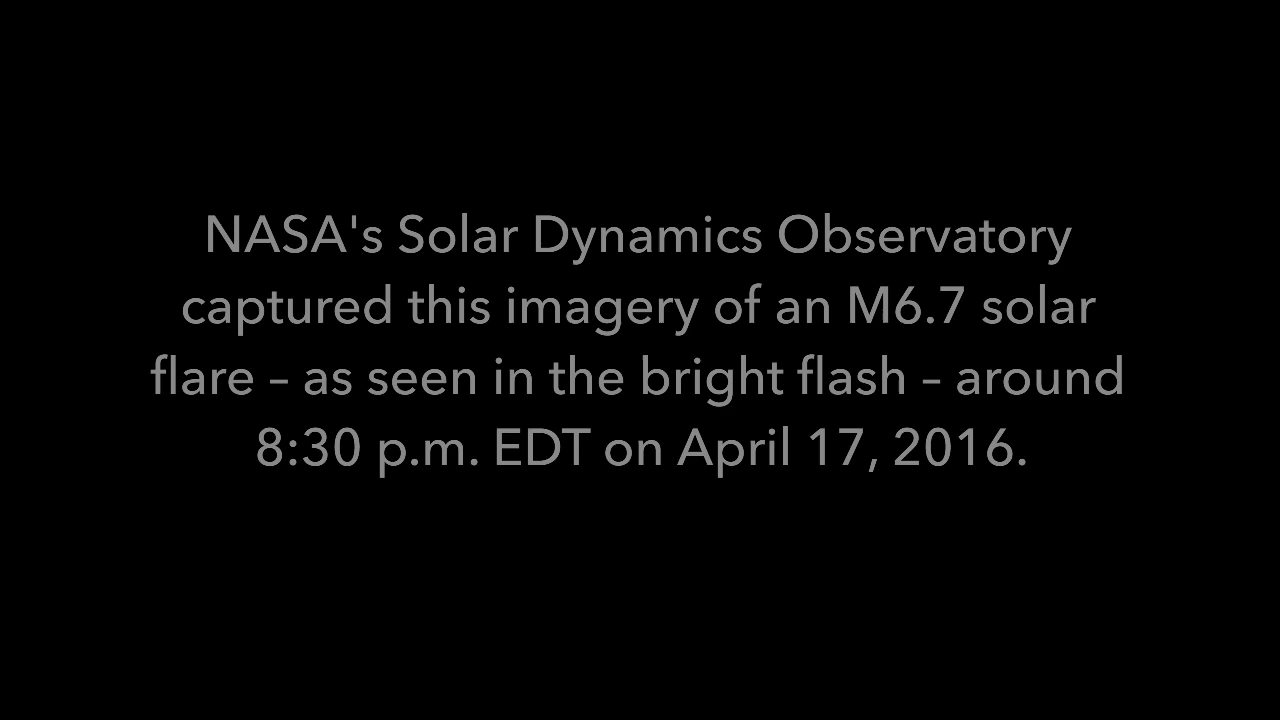 NASA's Solar Dynamics Observatory
captured this imagery of an M6.7 solar
flare – as seen in the bright flash – around
8:30 p.m. EDT on April 17, 2016.